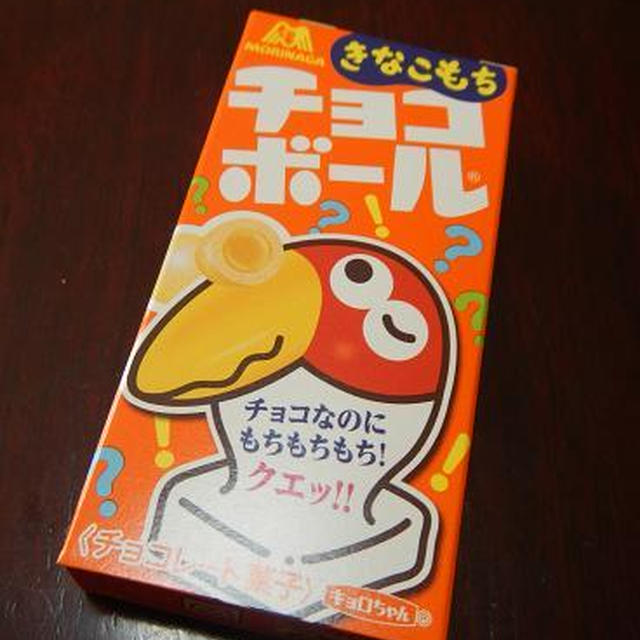 MORINAGA
きなこもち
チョコ
ボール®
チョコなのに
もちもちもち!
クエッ!!
〈チョコレート菓子〉
キョロちゃん®